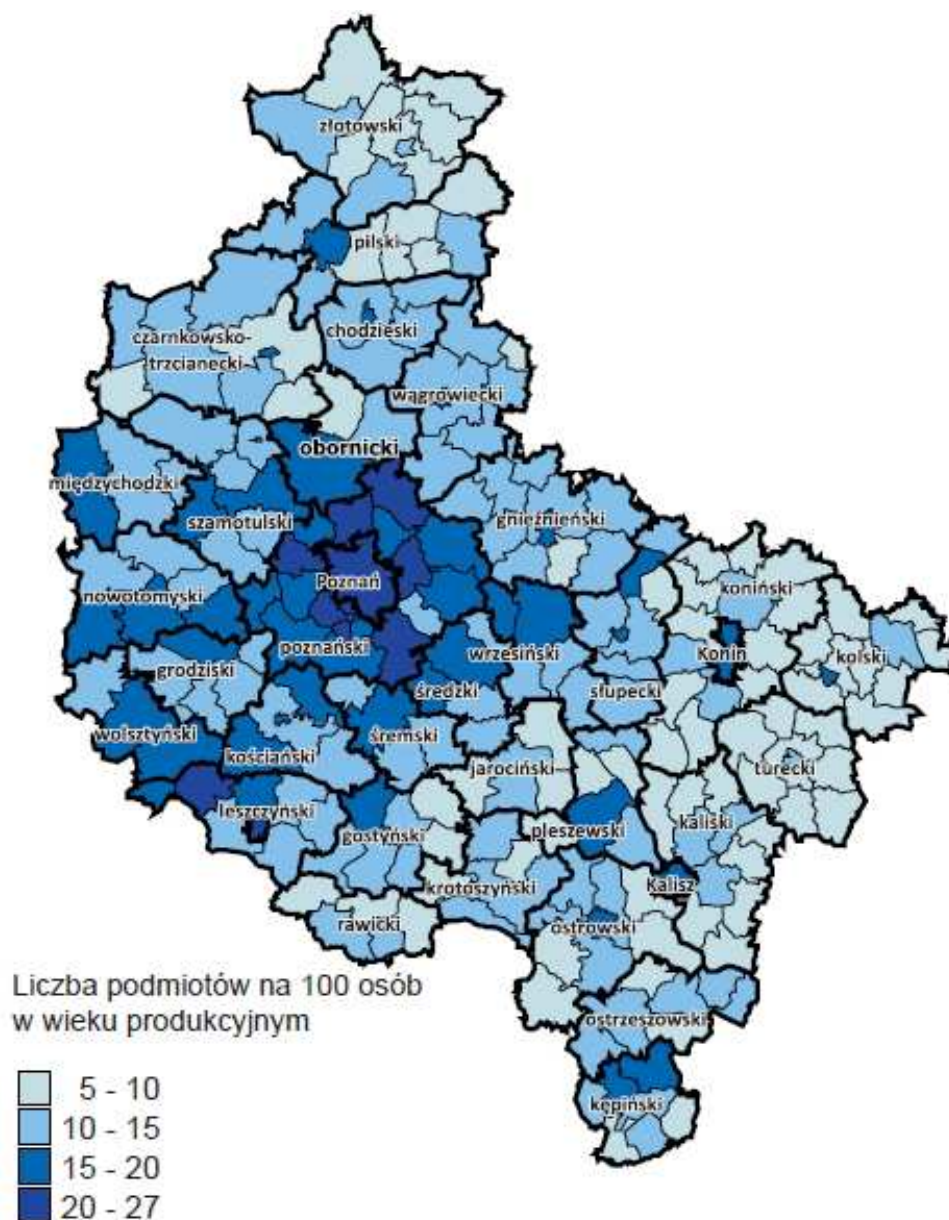 złotowski
pilski
czarnkowsko-
trzcianecki
chodzieski
wągrowiecki
obornicki
międzychodzki
szamotulski
gnieźnieński
Poznań
nowotomyski
koniński
poznański
wrzesiński
Konin
kolski
grodziski
średzki
słupecki
wolsztyński
kościański
śremski
jarociński
turecki
leszczyński
gostyński
pleszewski
kaliski
krotoszyński
Kalisz
rawicki
ostrowski
Liczba podmiotów na 100 osób
w wieku produkcyjnym
ostrzeszowski
kępiński
5 - 10
10 - 15
15 - 20
20 - 27